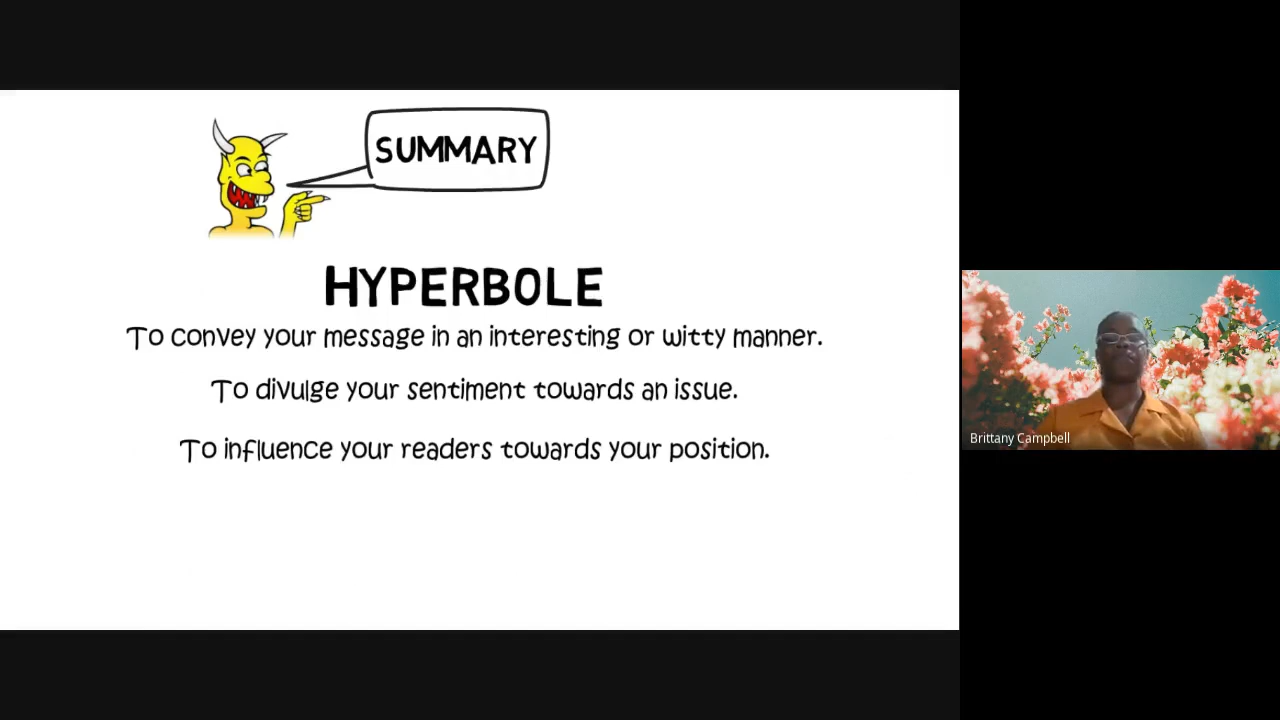 SUMMARY
HYPERBOLE
To convey your message in an interesting or witty manner.
To divulge your sentiment towards an issue.
To influence your readers towards your position.
Brittany Campbell